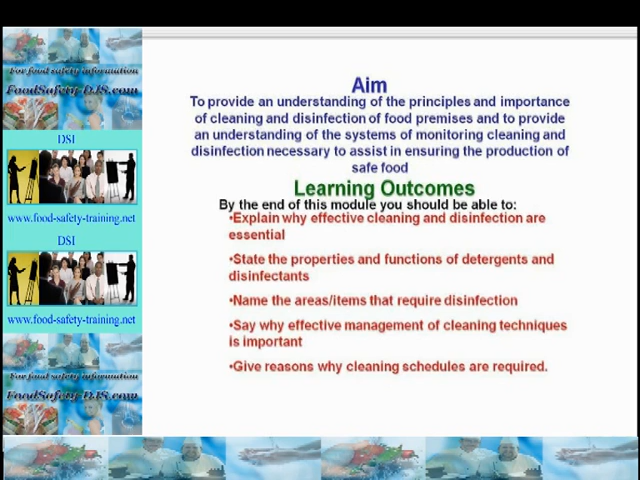 Aim
To provide an understanding of the principles and importance
of cleaning and disinfection of food premises and to provide
an understanding of the systems of monitoring cleaning and
disinfection necessary to assist in ensuring the production of
safe food
Learning Outcomes
By the end of this module you should be able to:
•Explain why effective cleaning and disinfection are
essential
•State the properties and functions of detergents and
disinfectants
•Name the areas/items that require disinfection
•Say why effective management of cleaning techniques
is important
•Give reasons why cleaning schedules are required.
For food safety information
FoodSafety-DJS.com
DSI
www.food-safety-training.net
DSI
www.food-safety-training.net
For food safety information
FoodSafety-DJS.com